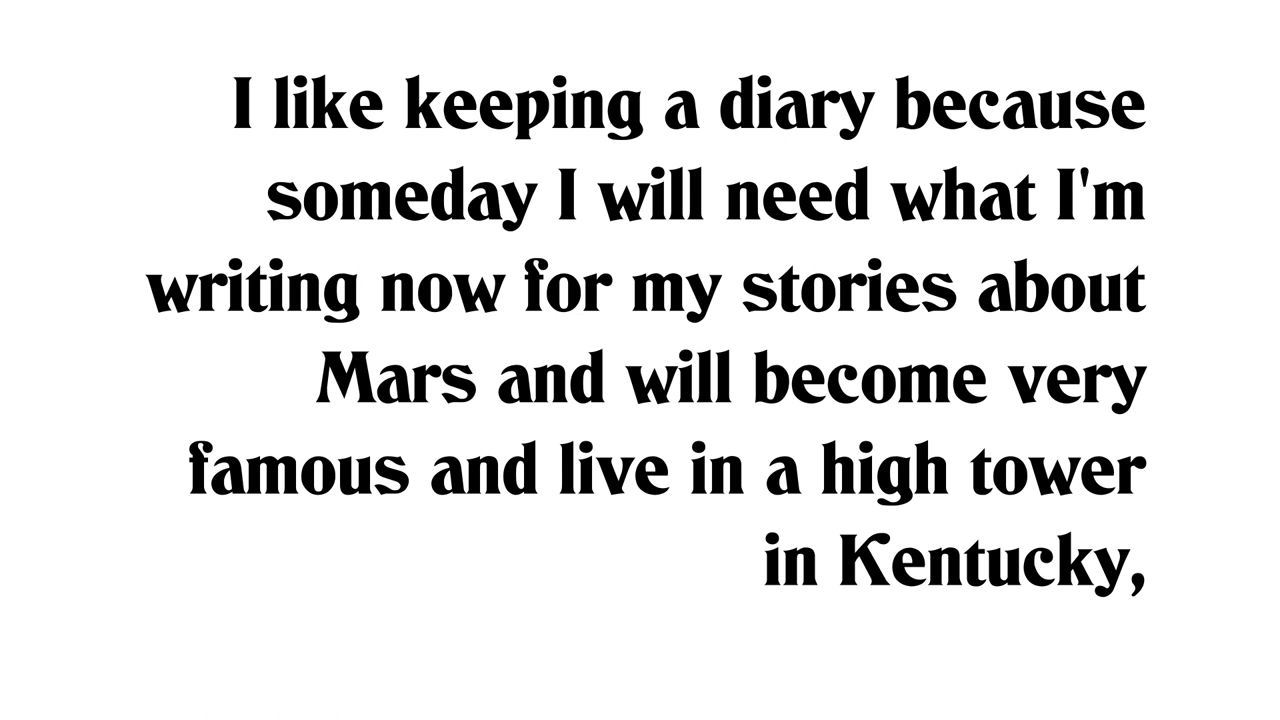 I like keeping a diary because
someday I will need what I'm
writing now for my stories about
Mars and will become very
famous and live in a high tower
in Kentucky,